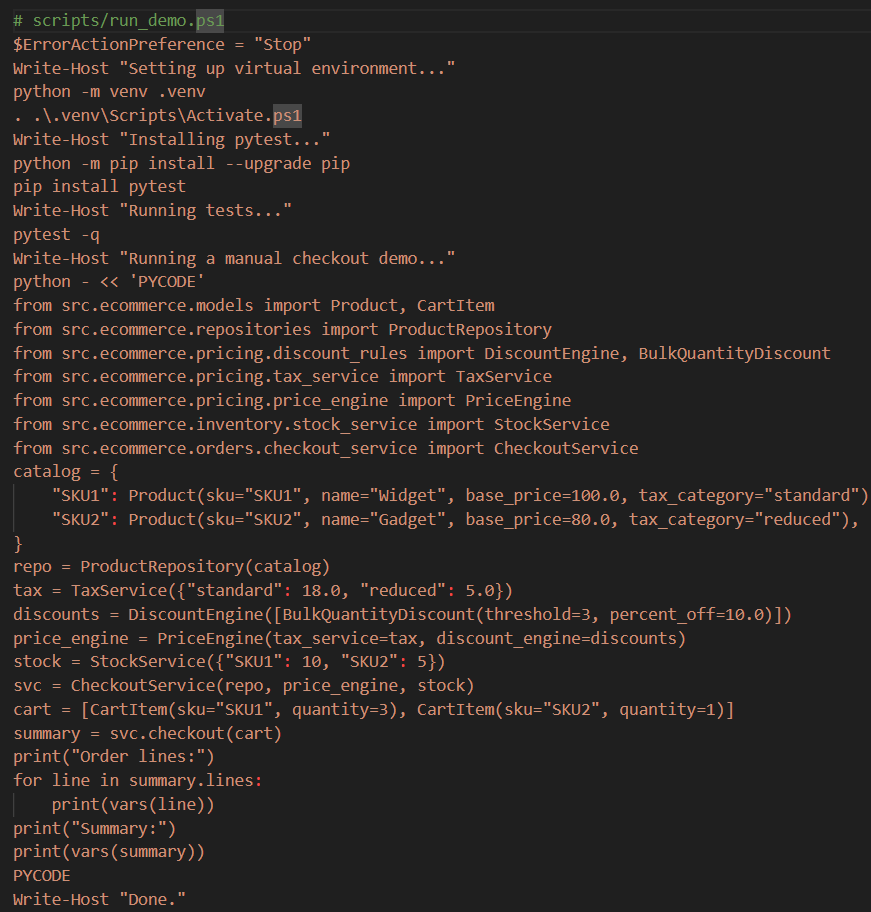 # scripts/run_demo.ps1
$ErrorActionPreference = "Stop"
Write-Host "Setting up virtual environment..."
python -m venv .venv
. .\.venv\Scripts\Activate.ps1
Write-Host "Installing pytest..."
python -m pip install --upgrade pip
pip install pytest
Write-Host "Running tests..."
pytest -q
Write-Host "Running a manual checkout demo..."
python - << 'PYCODE'
from src.ecommerce.models import Product, CartItem
from src.ecommerce.repositories import ProductRepository
from src.ecommerce.pricing.discount_rules import DiscountEngine, BulkQuantityDiscount
from src.ecommerce.pricing.tax_service import TaxService
from src.ecommerce.pricing.price_engine import PriceEngine
from src.ecommerce.inventory.stock_service import StockService
from src.ecommerce.orders.checkout_service import CheckoutService
catalog = {
    "SKU1": Product(sku="SKU1", name="Widget", base_price=100.0, tax_category="standard")
    "SKU2": Product(sku="SKU2", name="Gadget", base_price=80.0, tax_category="reduced"),
}
repo = ProductRepository(catalog)
tax = TaxService({"standard": 18.0, "reduced": 5.0})
discounts = DiscountEngine([BulkQuantityDiscount(threshold=3, percent_off=10.0)])
price_engine = PriceEngine(tax_service=tax, discount_engine=discounts)
stock = StockService({"SKU1": 10, "SKU2": 5})
svc = CheckoutService(repo, price_engine, stock)
cart = [CartItem(sku="SKU1", quantity=3), CartItem(sku="SKU2", quantity=1)]
summary = svc.checkout(cart)
print("Order lines:")
for line in summary.lines:
    print(vars(line))
print("Summary:")
print(vars(summary))
PYCODE
Write-Host "Done."